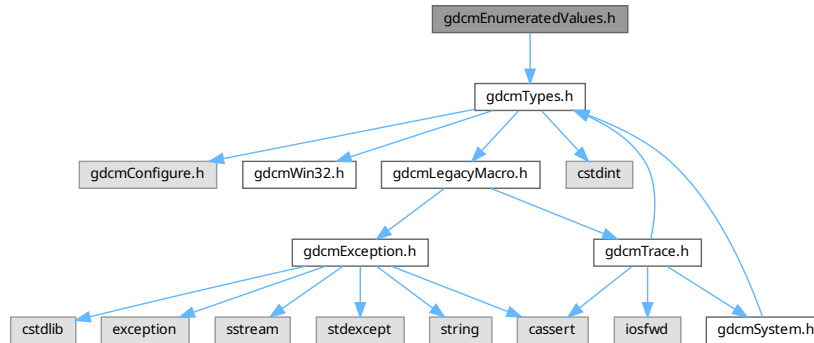 gdcmEnumeratedValues.h
gdcmTypes.h
gdcmConfigure.h
gdcmWin32.h
gdcmLegacyMacro.h
cstdint
gdcmException.h
gdcmTrace.h
cstdlib
exception
sstream
stdexcept
string
cassert
iosfwd
gdcmSystem.h